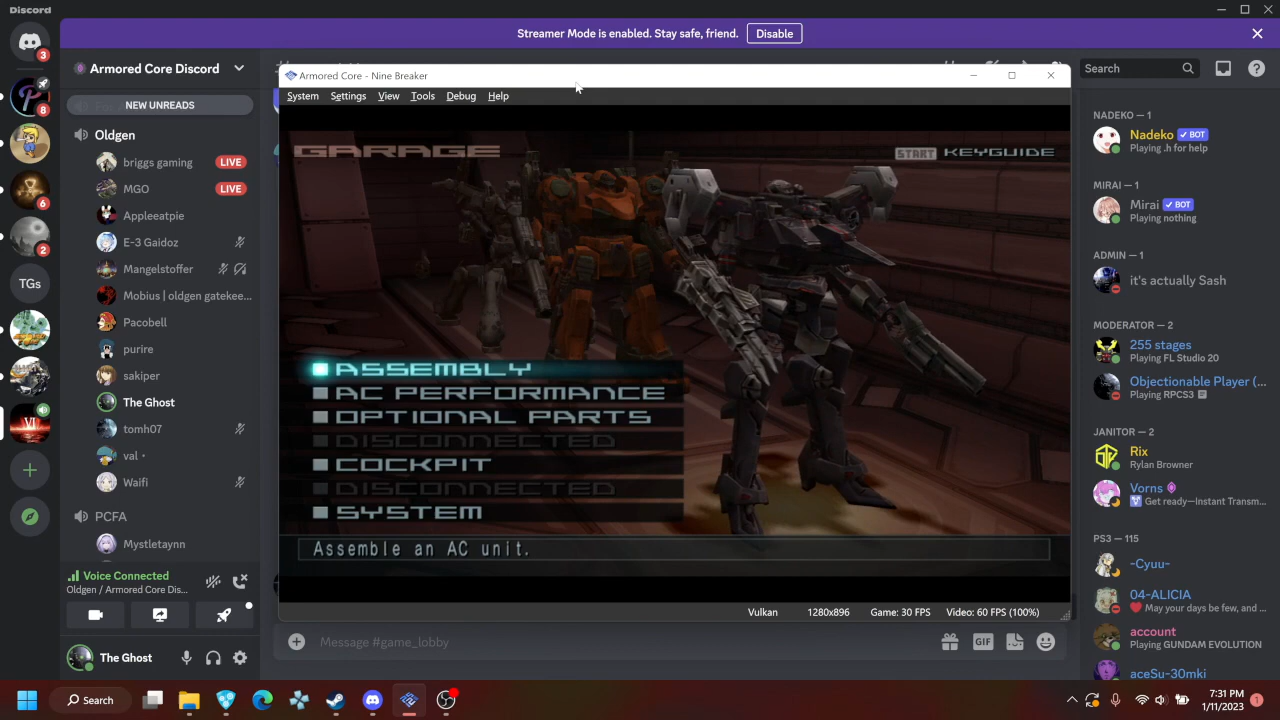 Discord
Streamer Mode is enabled. Stay safe, friend.
Disable
Armored Core Discord
Search
NEW UNREADS
Oldgen
briggs gaming
LIVE
MGO
LIVE
Appleeatpie
E-3 Gaidoz
Mangelstoffer
Mobius | oldgen gatekee...
Pacobell
purire
sakiper
The Ghost
tomh07
val
Waifi
PCFA
Mystletaynn
Voice Connected
Oldgen / Armored Core Dis...
The Ghost
3
8
6
2
TGs
VI
Armored Core - Nine Breaker
System Settings View Tools Debug Help
GARAGE
START KEYGUIDE
ASSEMBLY
AC PERFORMANCE
OPTIONAL PARTS
DISCONNECTED
COCKPIT
DISCONNECTED
SYSTEM
Assemble an AC unit.
Vulkan 1280x896 Game: 30 FPS Video: 60 FPS (100%)
Message #game_lobby
GIF
NADEKO — 1
Nadeko BOT
Playing .h for help
MIRAI — 1
Mirai BOT
Playing nothing
ADMIN — 1
it's actually Sash
MODERATOR — 2
255 stages
Playing FL Studio 20
Objectionable Player (...
Playing RPCS3
JANITOR — 2
Rix
Rylan Browner
Vorns
Get ready—Instant Transm...
PS3 — 115
-Cyuu-
04-ALICIA
May your days be few, and ...
account
Playing GUNDAM EVOLUTION
aceSu-30mki
Search
7:31 PM
1/11/2023
1